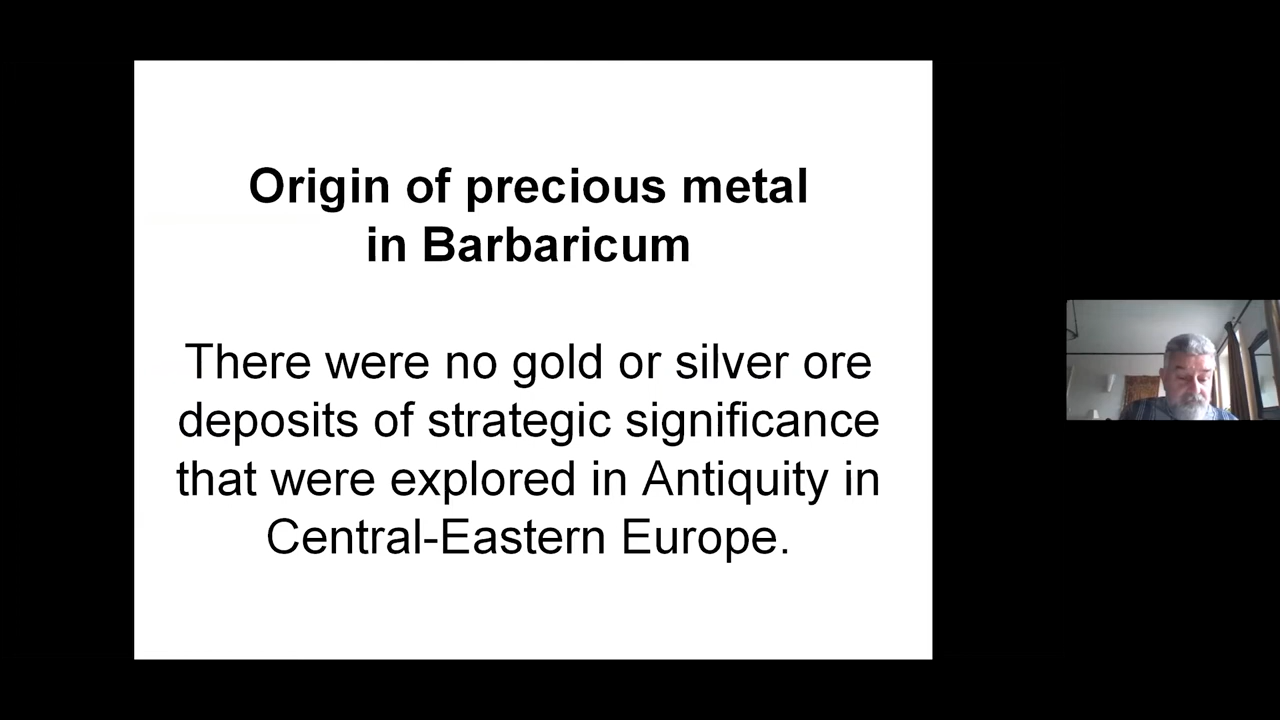 Origin of precious metal
in Barbaricum
There were no gold or silver ore
deposits of strategic significance
that were explored in Antiquity in
Central-Eastern Europe.